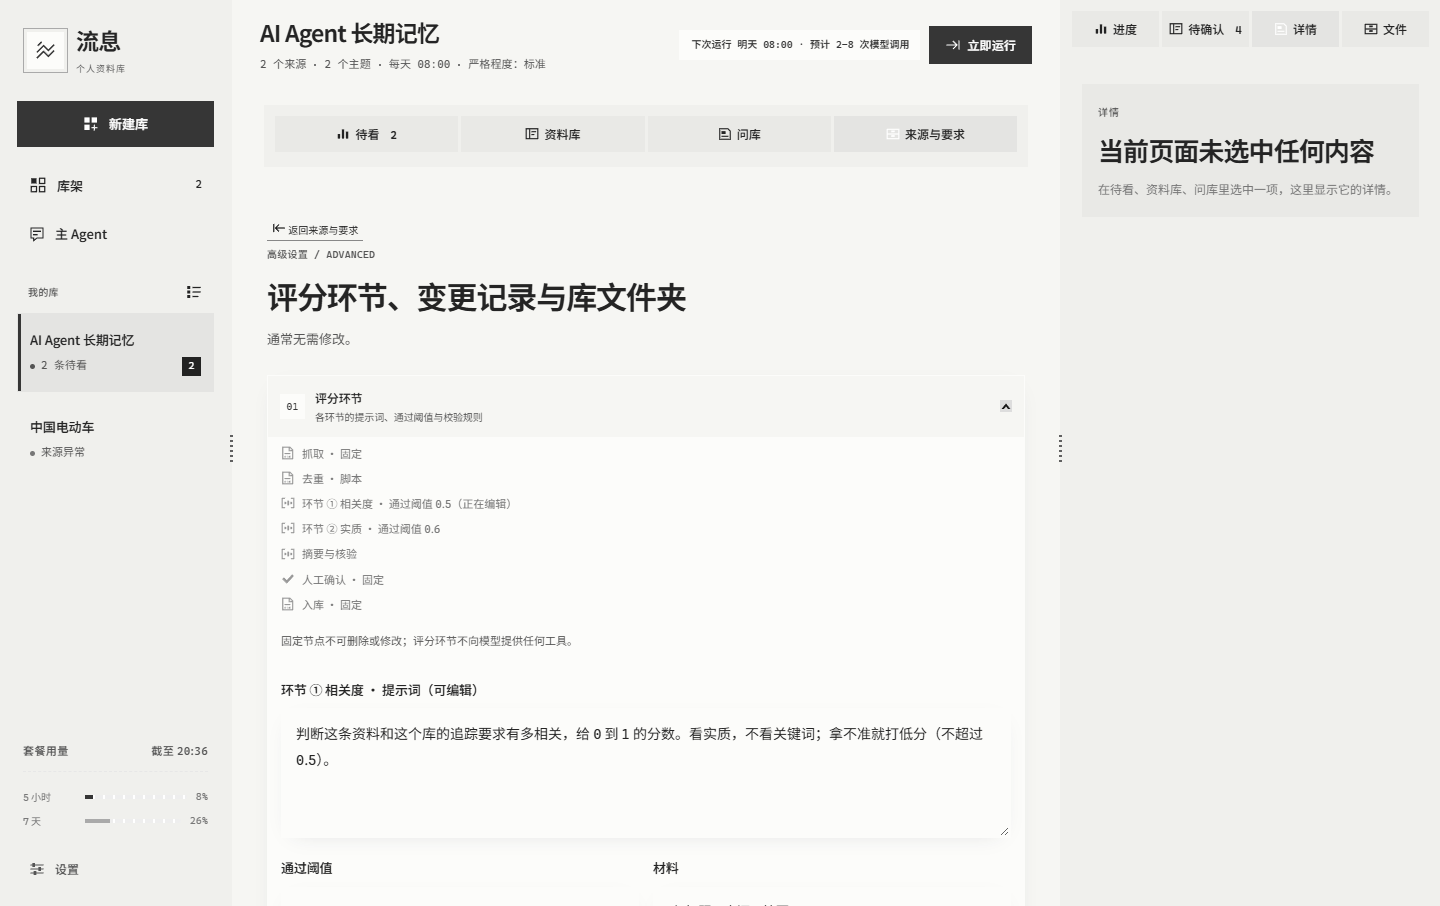 流息
个人资料库
新建库
库架 2
主 Agent
我的库
AI Agent 长期记忆
2 条待看 2
中国电动车
来源异常
套餐用量 截至 20:36
5 小时 8%
7 天 26%
设置
AI Agent 长期记忆
2 个来源 · 2 个主题 · 每天 08:00 · 严格程度：标准
下次运行 明天 08:00 · 预计 2–8 次模型调用
立即运行
待看 2
资料库
问库
来源与要求
返回来源与要求
高级设置 / ADVANCED
评分环节、变更记录与库文件夹
通常无需修改。
01
评分环节
各环节的提示词、通过阈值与校验规则
抓取 · 固定
去重 · 脚本
环节 ① 相关度 · 通过阈值 0.5（正在编辑）
环节 ② 实质 · 通过阈值 0.6
摘要与核验
人工确认 · 固定
入库 · 固定
固定节点不可删除或修改；评分环节不向模型提供任何工具。
环节 ① 相关度 · 提示词（可编辑）
判断这条资料和这个库的追踪要求有多相关，给 0 到 1 的分数。看实质，不看关键词；拿不准就打低分（不超过
0.5）。
通过阈值
材料
进度
待确认 4
详情
文件
详情
当前页面未选中任何内容
在待看、资料库、问库里选中一项，这里显示它的详情。